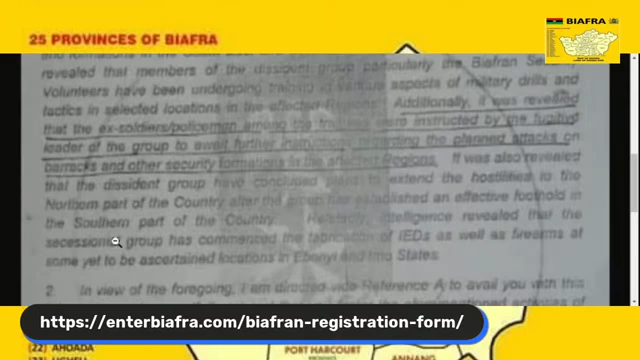 25 PROVINCES OF BIAFRA
BIAFRA
revealed that members of the dissident group particularly the Biafran
Volunteers have been undergoing training in various aspects of military drills and
tactics in selected locations in the affected Regions. Additionally, it was revealed
that the ex-soldiers/policeman among the trainees were instructed by the fugitive
leader of the group to await further instructions regarding the planned attacks on
barracks and other security formations in the affected Regions. It was also revealed
that the dissident group have concluded plans to extend the hostilities to the
Northern part of the Country after the group has established an effective foothold in
the Southern part of the Country. Relatedly, intelligence revealed that the
secessionist group has commenced the fabrication of IEDs as well as firearms at
some yet to be ascertained locations in Ebonyi and Imo States.
2. In view of the foregoing, I am directed vide Reference A, to avail you with this
https://enterbiafra.com/biafran-registration-form/
(22) AHOADA
PORT HARCOURT
ANNANG